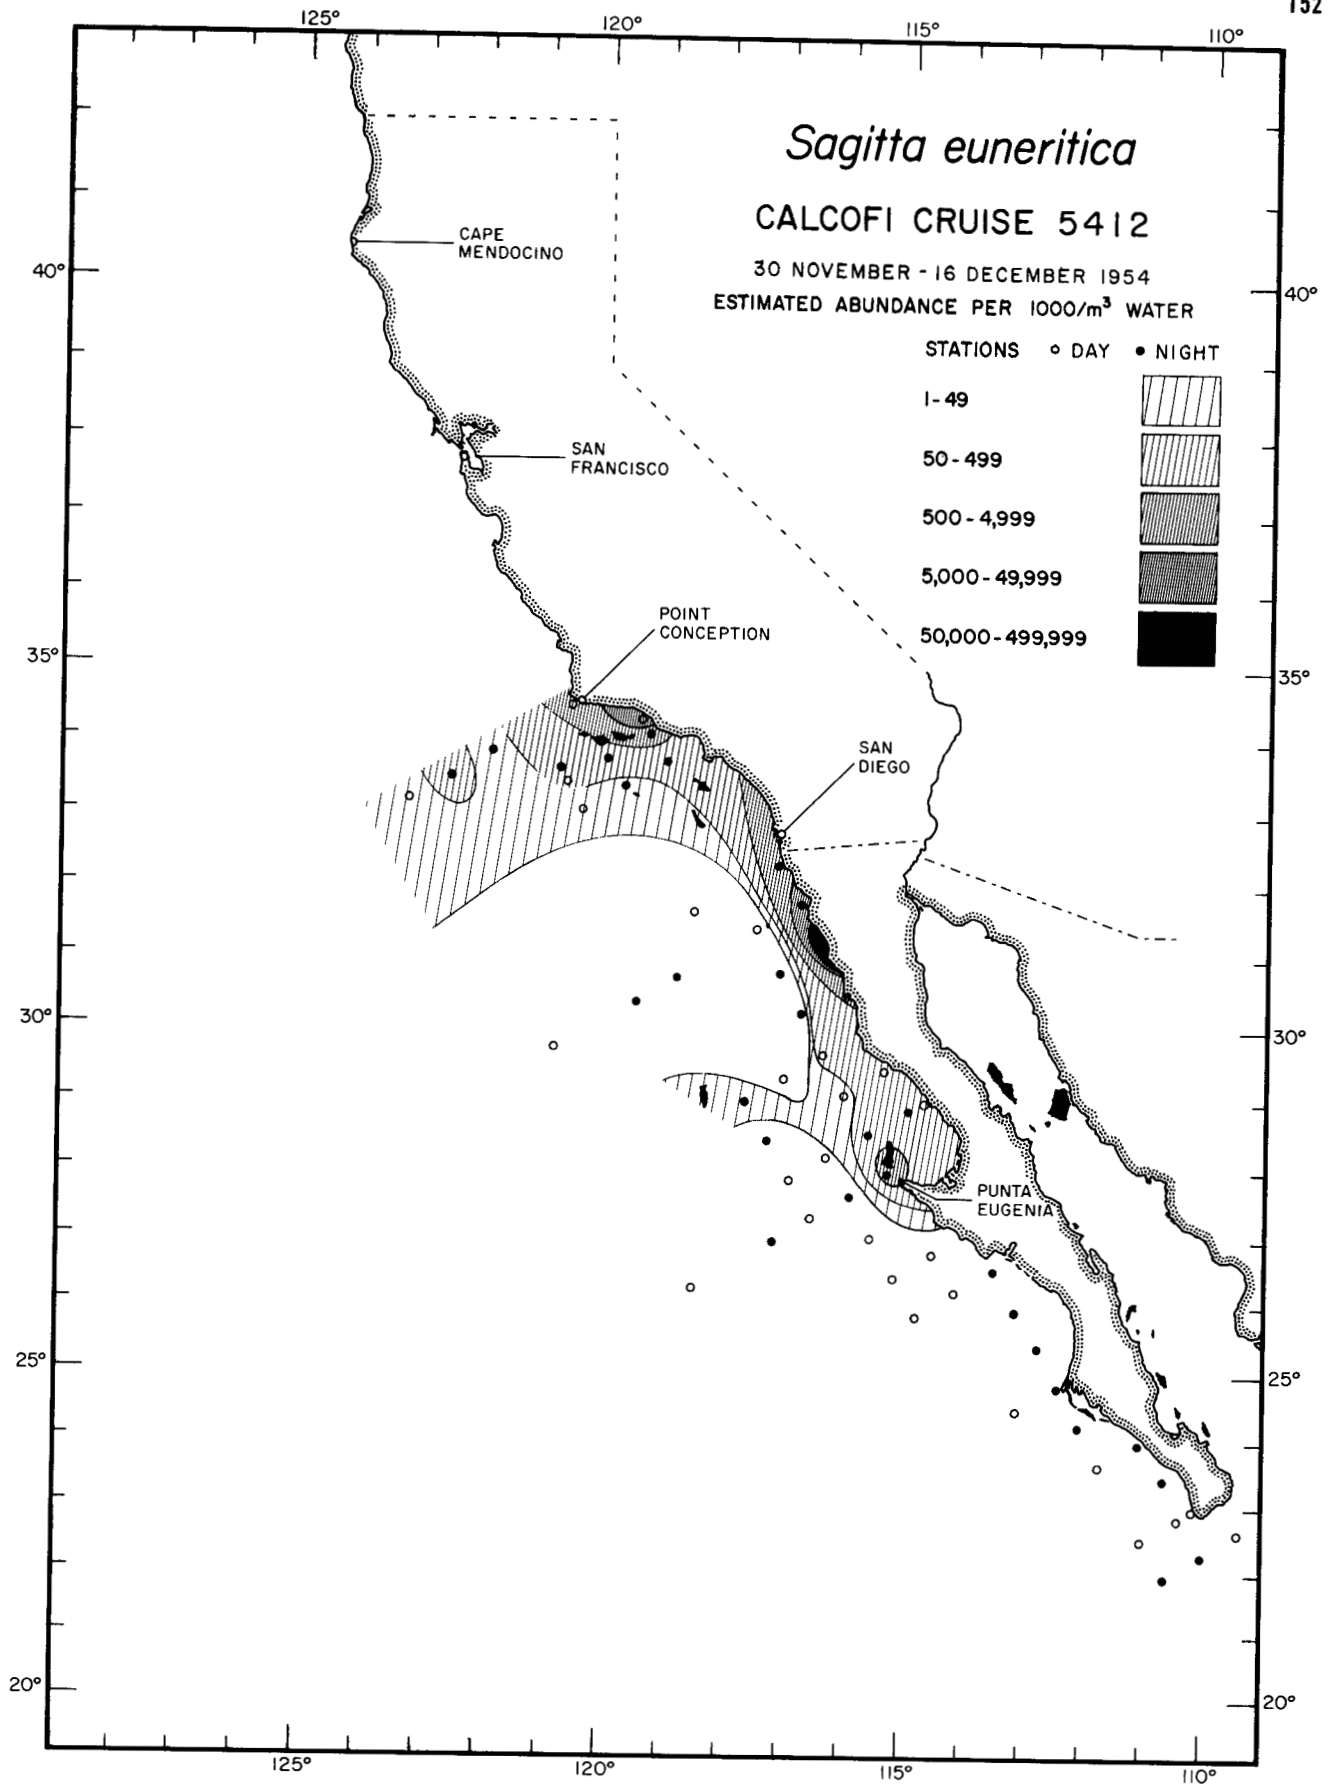 152
125° 120° 115° 110°
Sagitta euneritica
CALCOFI CRUISE 5412
30 NOVEMBER - 16 DECEMBER 1954
ESTIMATED ABUNDANCE PER 1000/m³ WATER
STATIONS ○ DAY ● NIGHT
1-49
50-499
500-4,999
5,000-49,999
50,000-499,999
CAPE
MENDOCINO
40° 40°
SAN
FRANCISCO
POINT
CONCEPTION
35° 35°
SAN
DIEGO
30° 30°
PUNTA
EUGENIA
25° 25°
20° 20°
125° 120° 115° 110°